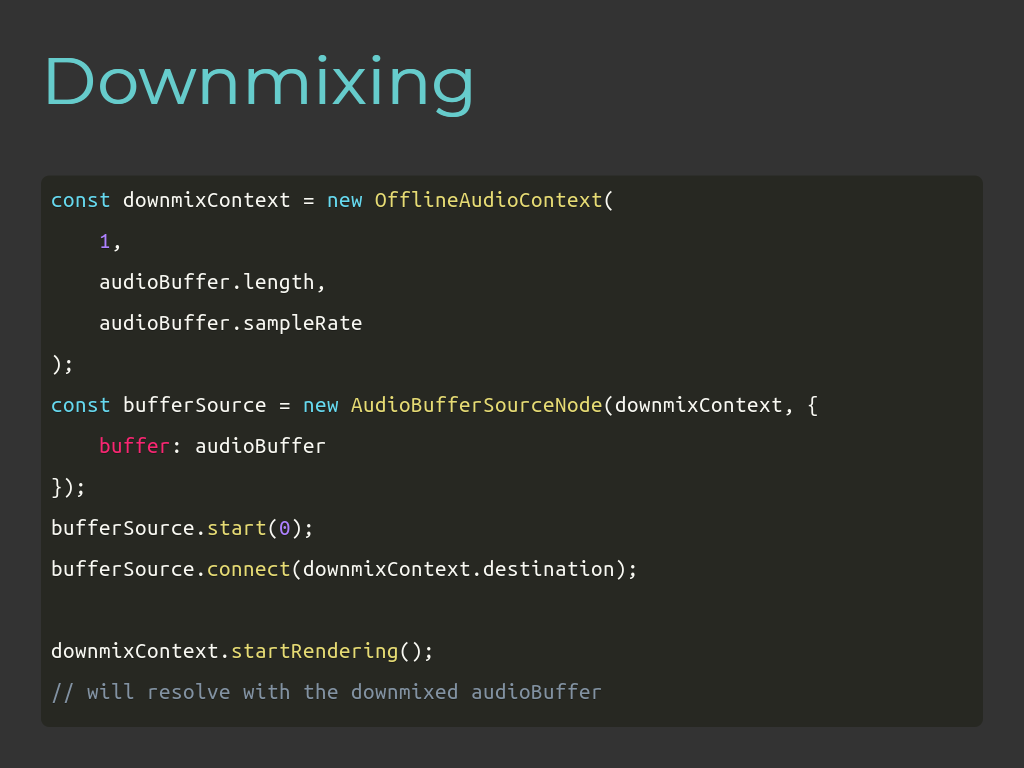 Downmixing
const downmixContext = new OfflineAudioContext(
    1,
    audioBuffer.length,
    audioBuffer.sampleRate
);
const bufferSource = new AudioBufferSourceNode(downmixContext, {
    buffer: audioBuffer
});
bufferSource.start(0);
bufferSource.connect(downmixContext.destination);

downmixContext.startRendering();
// will resolve with the downmixed audioBuffer